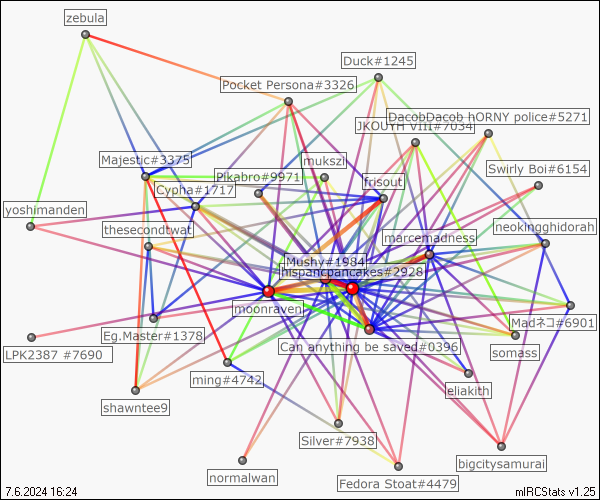 zebula
Duck#1245
Pocket Persona#3326
DacobDacob hORNY police#5271
JKOUTH VIII#7034
Majestic#3375
mukszi
Pikabro#9971
Swirly Boi#6154
Cypha#1717
frisout
yoshimanden
thesecondtwat
marcemadness
neokingghidorah
Mushy#1984
hispancpancakes#2928
moonraven
Madネコ#6901
Eg.Master#1378
Can anything be saved#0396
somass
LPK2387 #7690
ming#4742
eliakith
shawntee9
Silver#7938
normalwan
bigcitysamurai
Fedora Stoat#4479
7.6.2024 16:24
mIRCStats v1.25